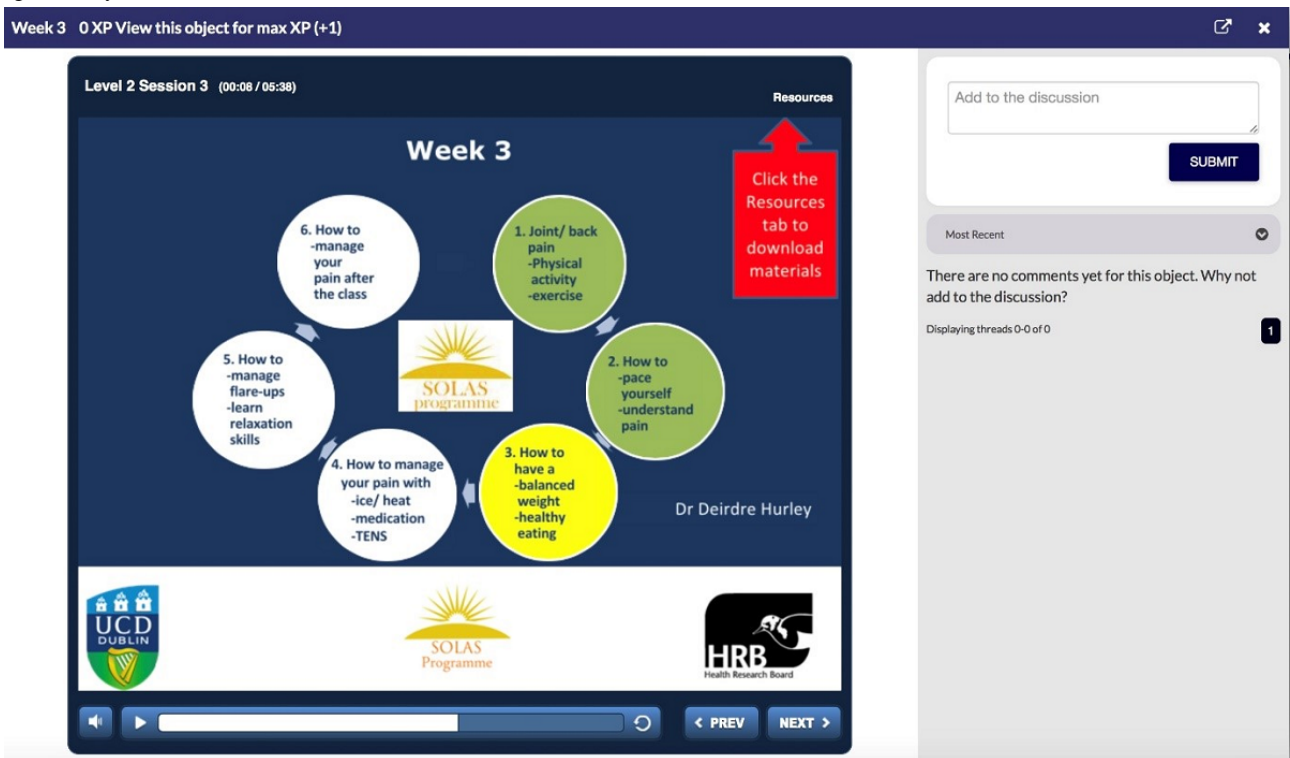 Week 3 0 XP View this object for max XP (+1)
Level 2 Session 3 (00:08 / 05:38)
Resources
Week 3
Click the
Resources
tab to
download
materials
1. Joint/ back
pain
-Physical
activity
-exercise
2. How to
-pace
yourself
-understand
pain
3. How to
have a
-balanced
weight
-healthy
eating
4. How to manage
your pain with
-ice/ heat
-medication
-TENS
5. How to
-manage
flare-ups
-learn
relaxation
skills
6. How to
-manage
your
pain after
the class
SOLAS
programme
Dr Deirdre Hurley
UCD
DUBLIN
SOLAS
Programme
HRB
Health Research Board
< PREV
NEXT >
Add to the discussion
SUBMIT
Most Recent
There are no comments yet for this object. Why not
add to the discussion?
Displaying threads 0-0 of 0
1